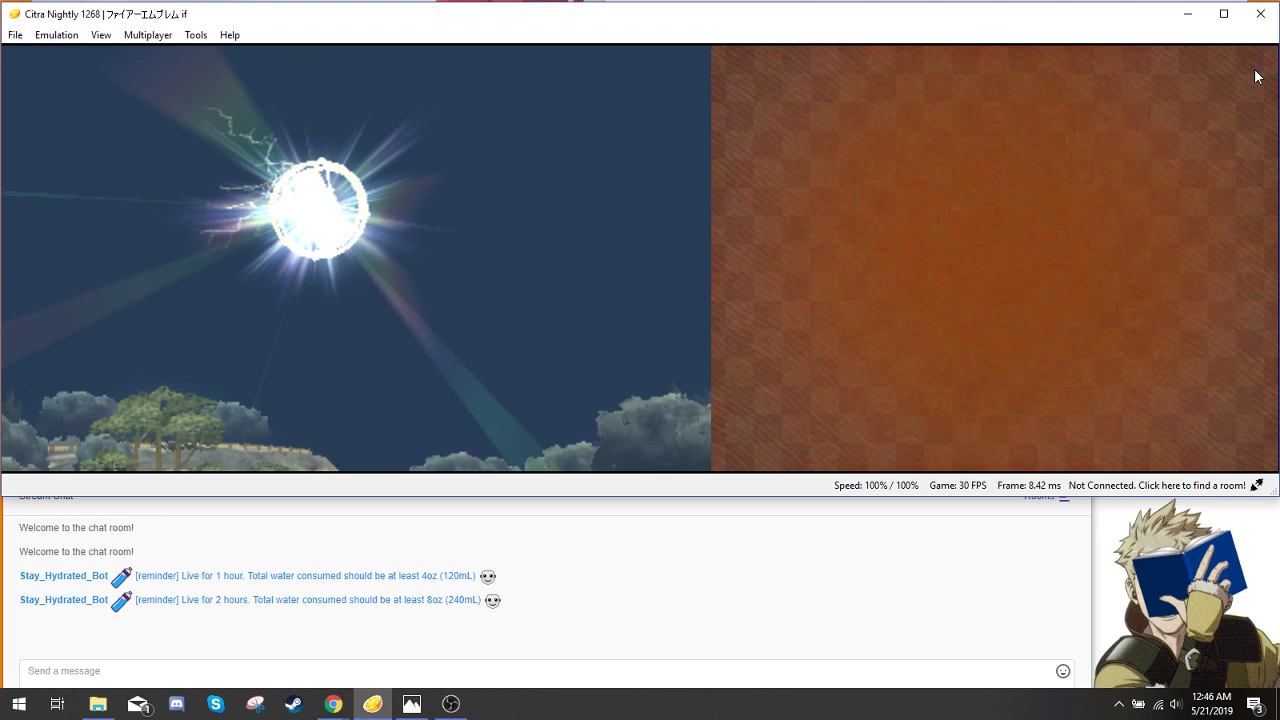 Citra Nightly 1268 | ファイアーエムブレム if
File Emulation View Multiplayer Tools Help
Speed: 100% / 100% Game: 30 FPS Frame: 8.42 ms Not Connected. Click here to find a room!
Stream Chat Rooms
Welcome to the chat room!
Welcome to the chat room!
Stay_Hydrated_Bot [reminder] Live for 1 hour. Total water consumed should be at least 4oz (120mL)
Stay_Hydrated_Bot [reminder] Live for 2 hours. Total water consumed should be at least 8oz (240mL)
Send a message
12:46 AM
5/21/2019
3